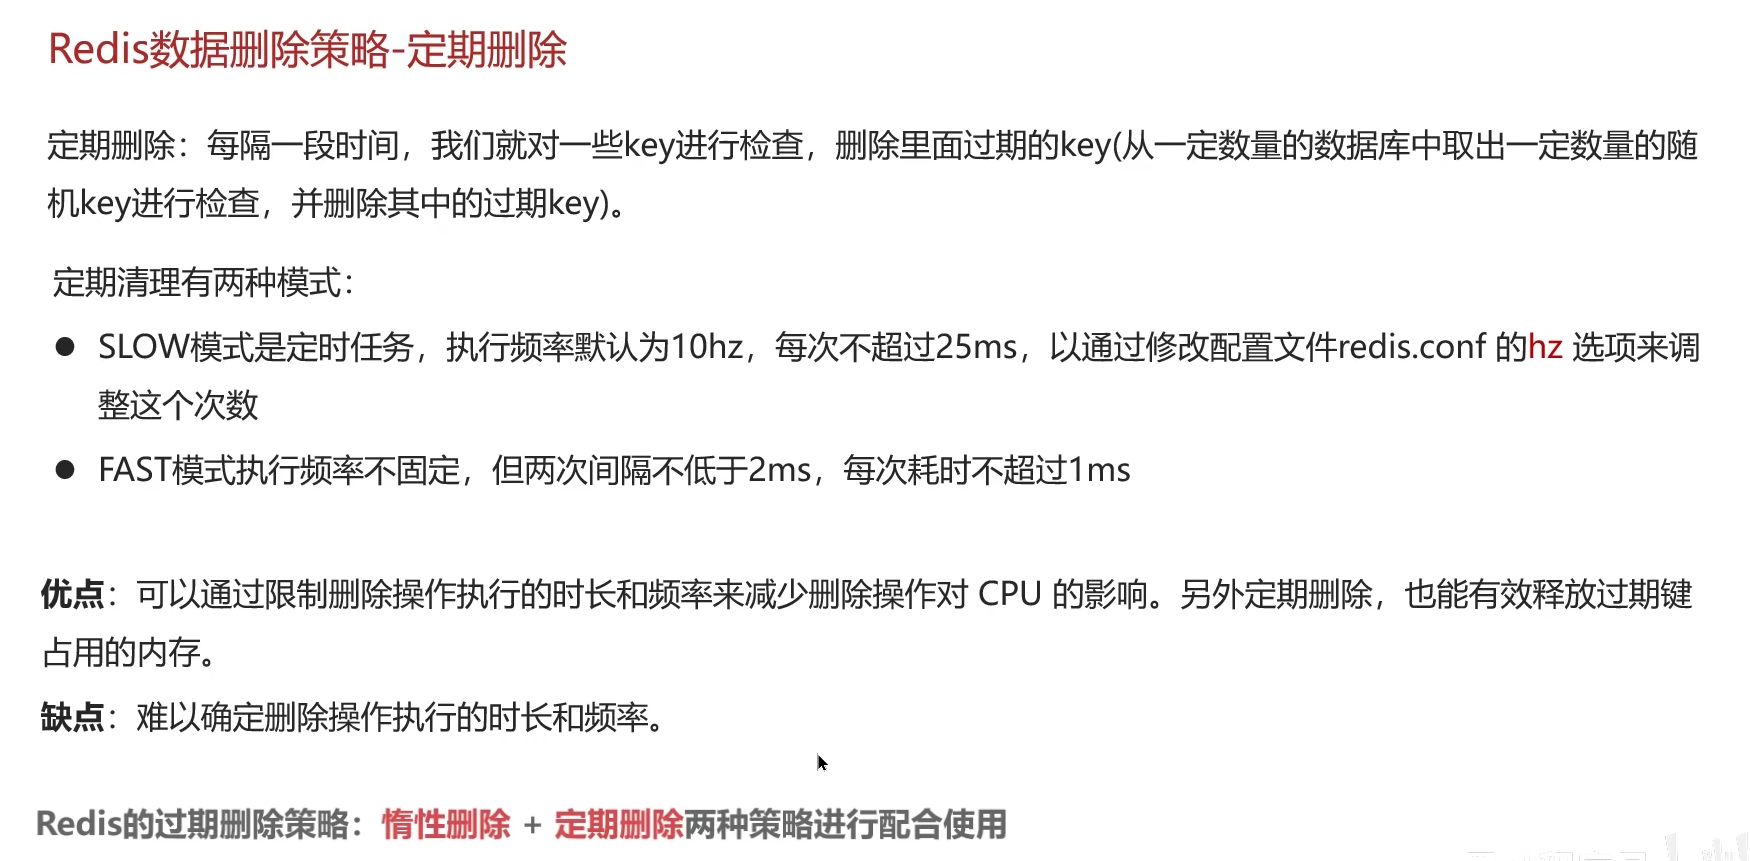 Redis数据删除策略-定期删除
定期删除：每隔一段时间，我们就对一些key进行检查，删除里面过期的key(从一定数量的数据库中取出一定数量的随
机key进行检查，并删除其中的过期key)。
定期清理有两种模式：
● SLOW模式是定时任务，执行频率默认为10hz，每次不超过25ms，以通过修改配置文件redis.conf 的hz 选项来调
整这个次数
● FAST模式执行频率不固定，但两次间隔不低于2ms，每次耗时不超过1ms
优点：可以通过限制删除操作执行的时长和频率来减少删除操作对 CPU 的影响。另外定期删除，也能有效释放过期键
占用的内存。
缺点：难以确定删除操作执行的时长和频率。
Redis的过期删除策略：惰性删除 + 定期删除两种策略进行配合使用